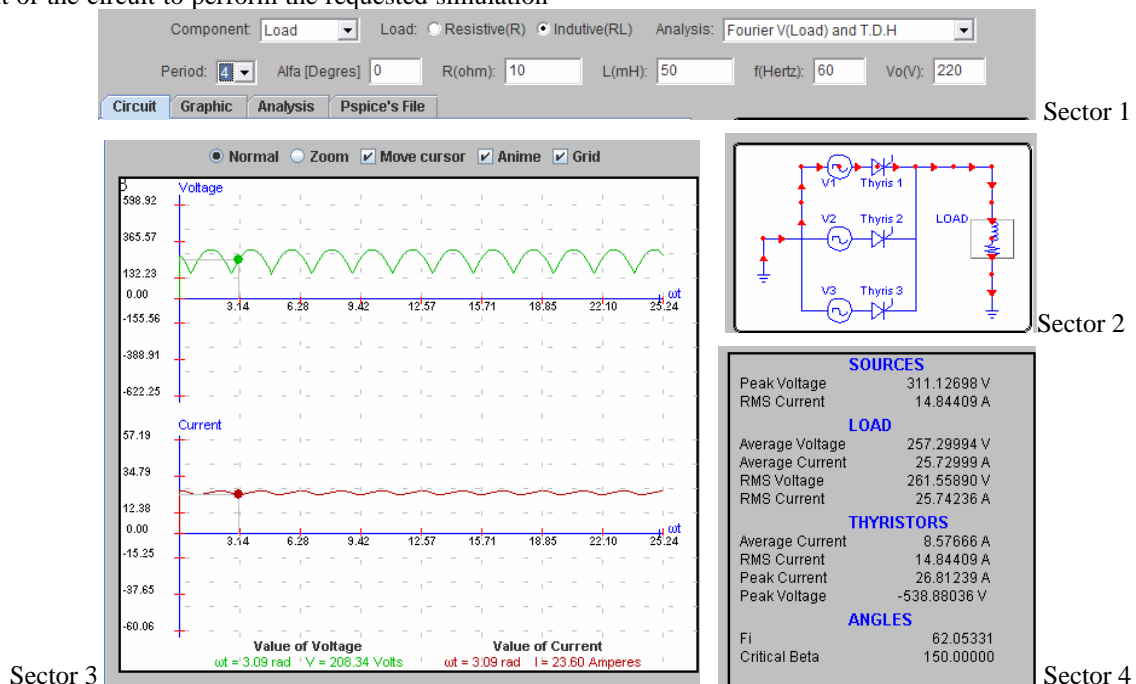 t of the circuit to perform the requested simulation
Component: Load Load: Resistive(R) Indutive(RL) Analysis: Fourier V(Load) and T.D.H
Period: 4 Alfa [Degres] 0 R(ohm): 10 L(mH): 50 f(Hertz): 60 Vo(V): 220
Circuit Graphic Analysis Pspice's File
Sector 1
Normal Zoom Move cursor Anime Grid
Voltage
598.92
365.57
132.23
0.00
-155.56
-388.91
-622.25
3.14 6.28 9.42 12.57 15.71 18.85 22.10 25.24
ωt
Current
57.19
34.79
12.38
0.00
-15.25
-37.65
-60.06
3.14 6.28 9.42 12.57 15.71 18.85 22.10 25.24
ωt
Value of Voltage Value of Current
ωt = 3.09 rad V = 208.34 Volts ωt = 3.09 rad I = 23.60 Amperes
Sector 3
V1 Thyris 1
V2 Thyris 2 LOAD
V3 Thyris 3
Sector 2
SOURCES
Peak Voltage 311.12698 V
RMS Current 14.84409 A
LOAD
Average Voltage 257.29994 V
Average Current 25.72999 A
RMS Voltage 261.55890 V
RMS Current 25.74236 A
THYRISTORS
Average Current 8.57666 A
RMS Current 14.84409 A
Peak Current 26.81239 A
Peak Voltage -538.88036 V
ANGLES
Fi 62.05331
Critical Beta 150.00000
Sector 4